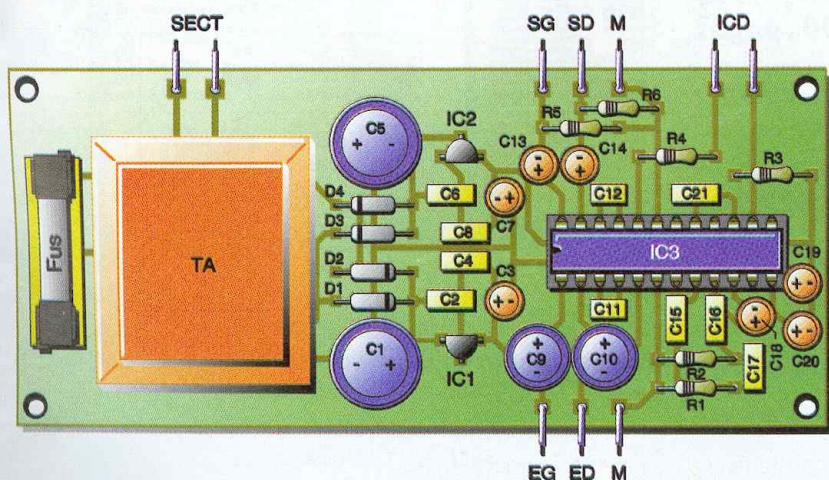 SECT
SG SD M ICD
R6
R5
C5
IC2
C13
C14
R4
R3
D4
C6
C12
C21
C7
D3
C8
IC3
Fus
TA
C4
D2
C3
C19
D1
C2
C11
C15
C16
C18
C20
C1
IC1
C9
C10
R2
C17
R1
EG ED M